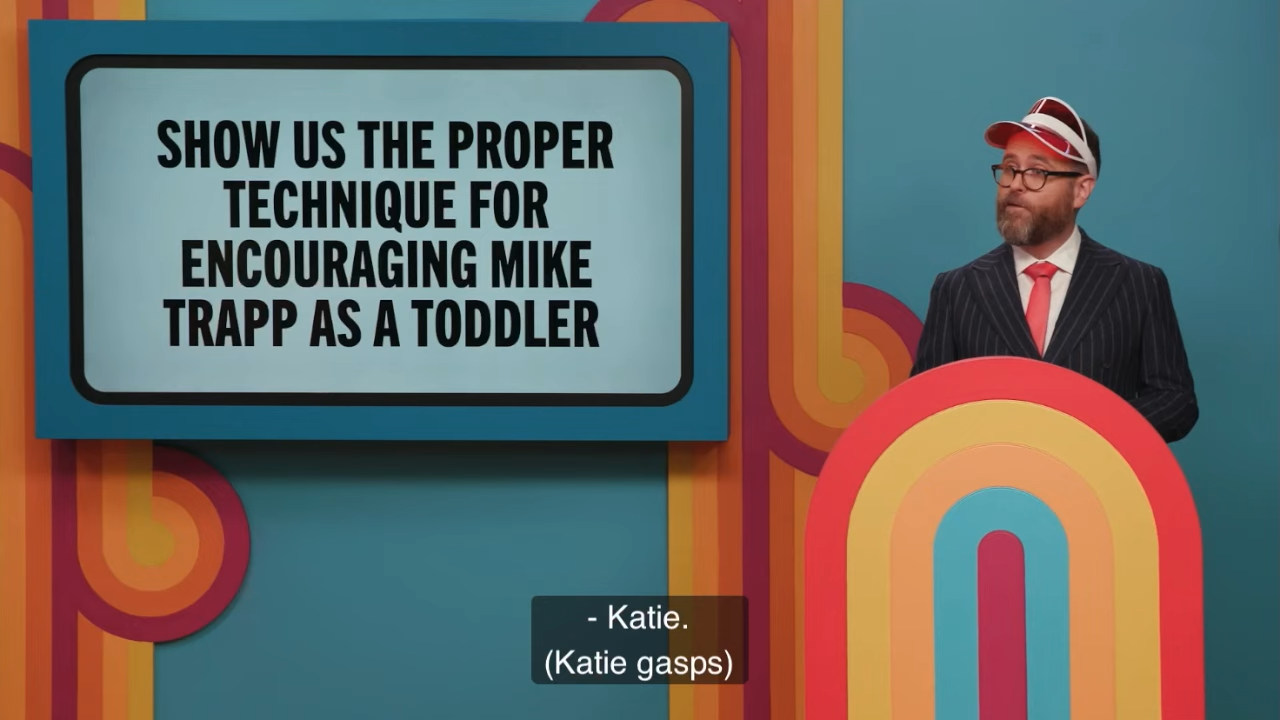 SHOW US THE PROPER
TECHNIQUE FOR
ENCOURAGING MIKE
TRAPP AS A TODDLER
- Katie.
(Katie gasps)